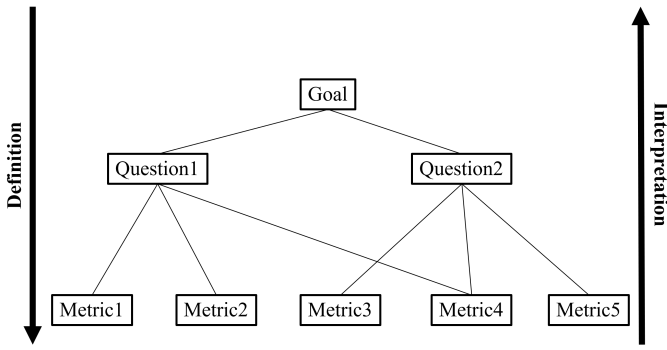 Goal
Definition
Interpretation
Question1
Question2
Metric1
Metric2
Metric3
Metric4
Metric5